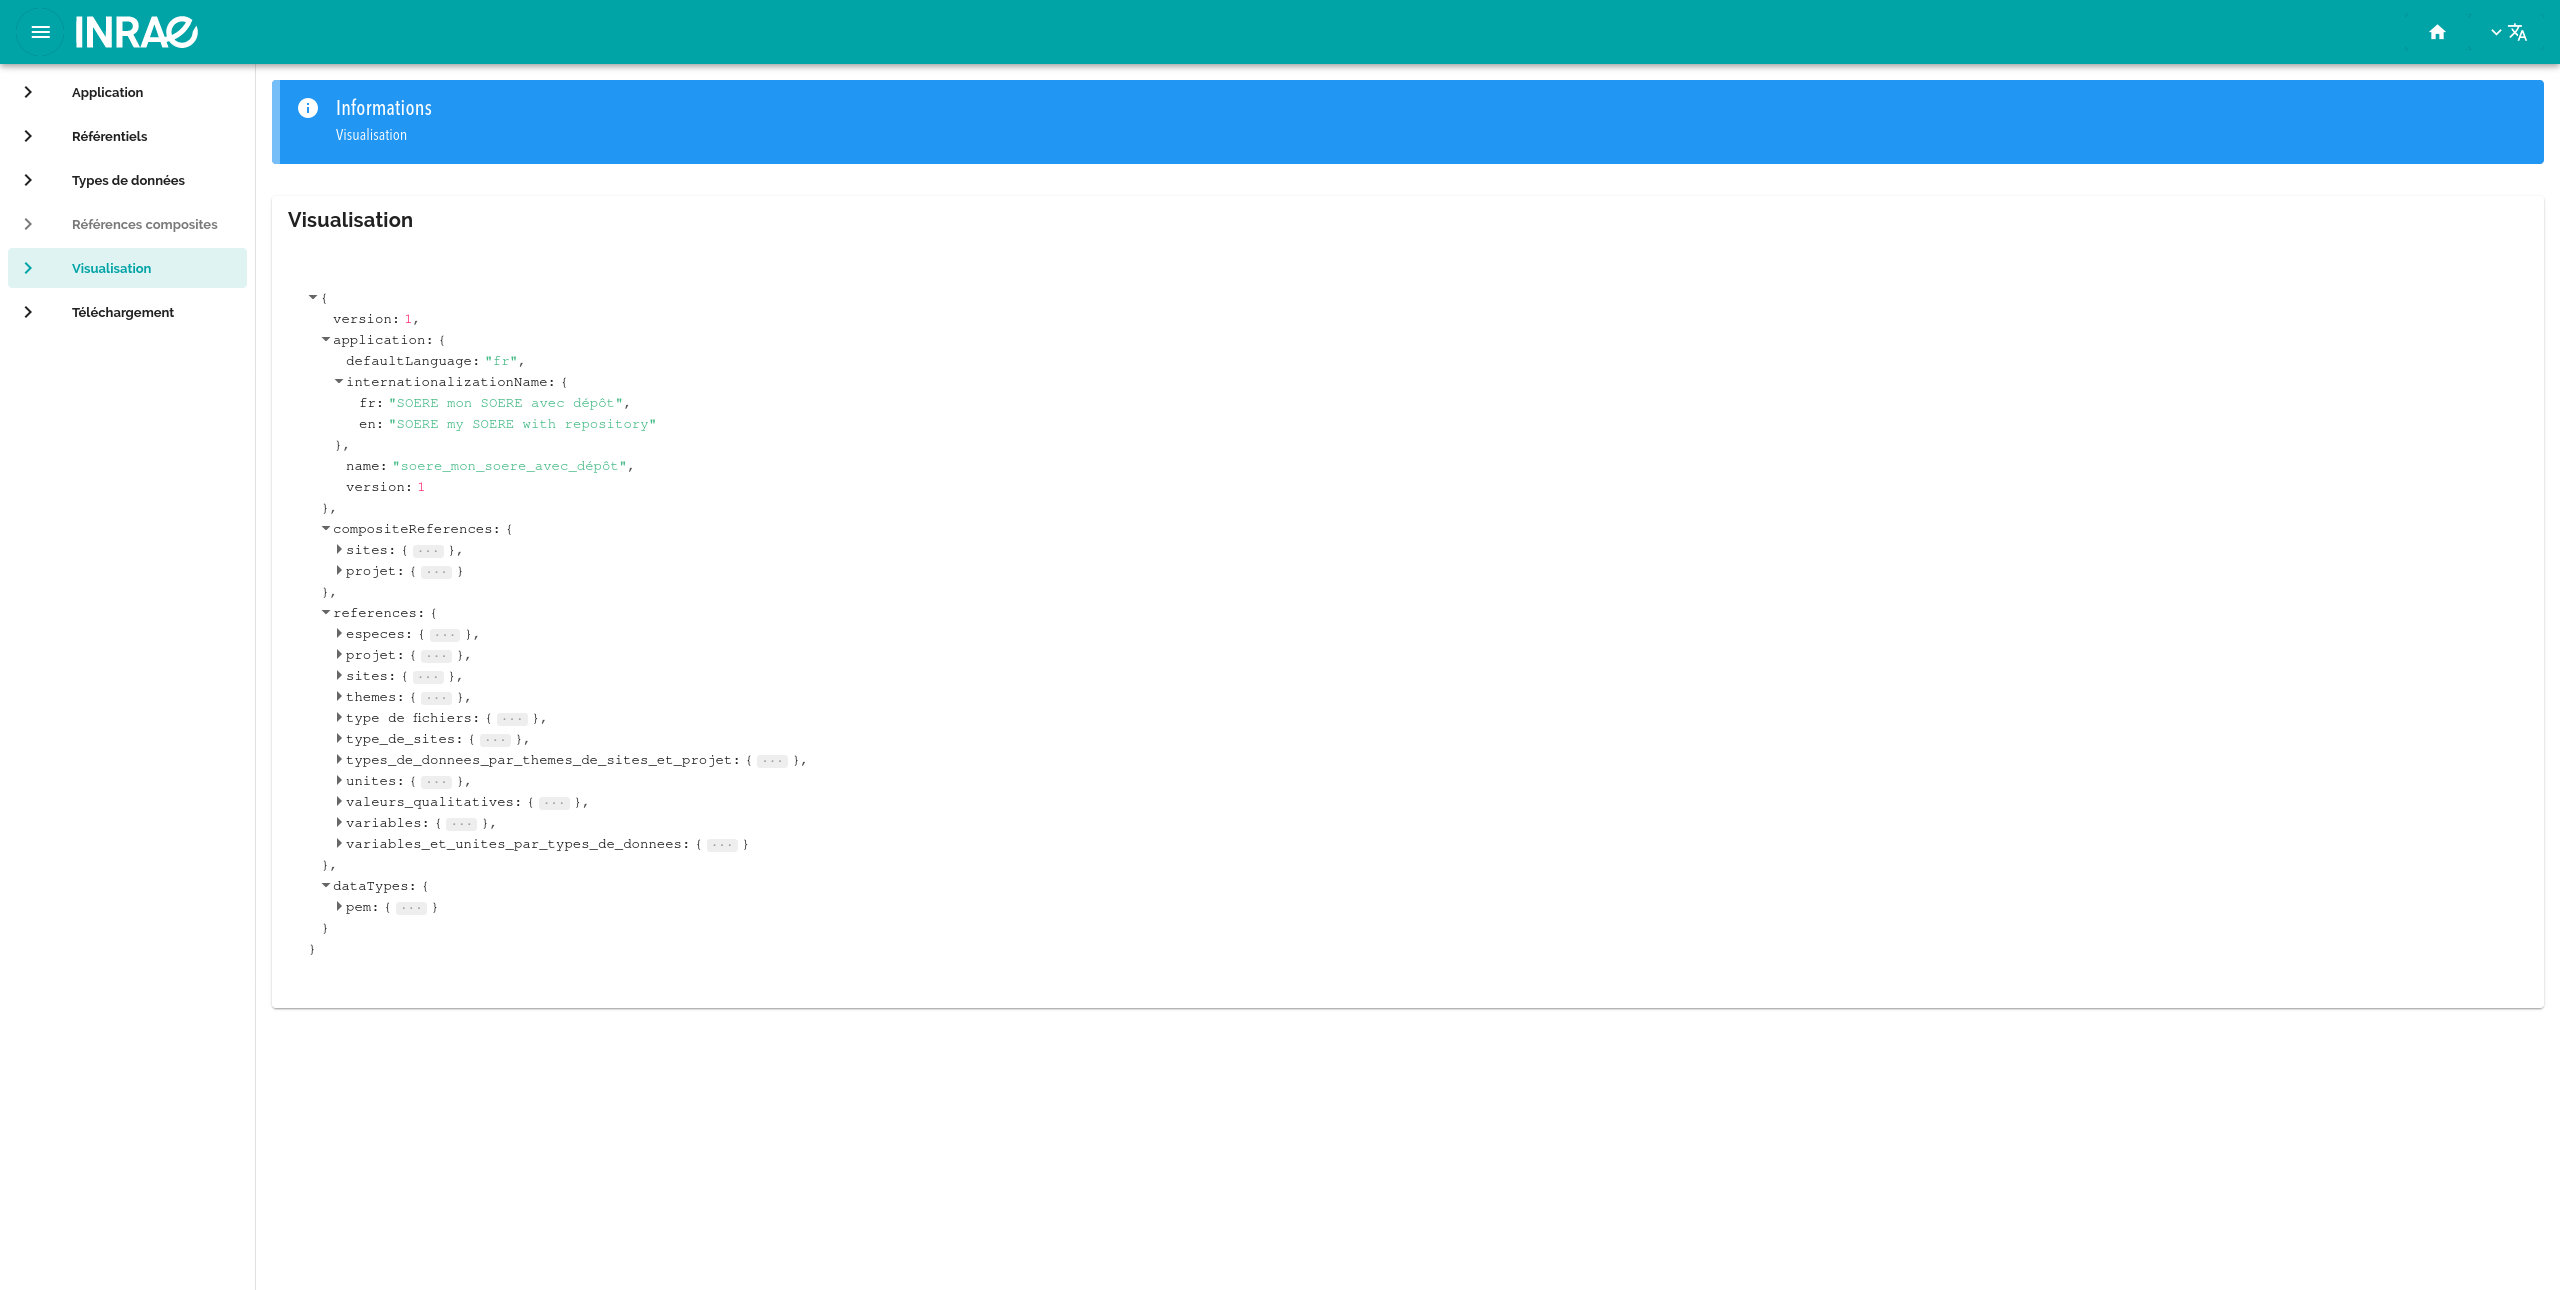 INRAE
Application
Référentiels
Types de données
Références composites
Visualisation
Téléchargement
Informations
Visualisation
Visualisation
{
version: 1,
application: {
defaultLanguage: "fr",
internationalizationName: {
fr: "SOERE mon SOERE avec dépôt",
en: "SOERE my SOERE with repository"
},
name: "soere_mon_soere_avec_dépôt",
version: 1
},
compositeReferences: {
sites: { ... },
projet: { ... }
},
references: {
especes: { ... },
projet: { ... },
sites: { ... },
themes: { ... },
type de fichiers: { ... },
type_de_sites: { ... },
types_de_donnees_par_themes_de_sites_et_projet: { ... },
unites: { ... },
valeurs_qualitatives: { ... },
variables: { ... },
variables_et_unites_par_types_de_donnees: { ... }
},
dataTypes: {
pem: { ... }
}
}